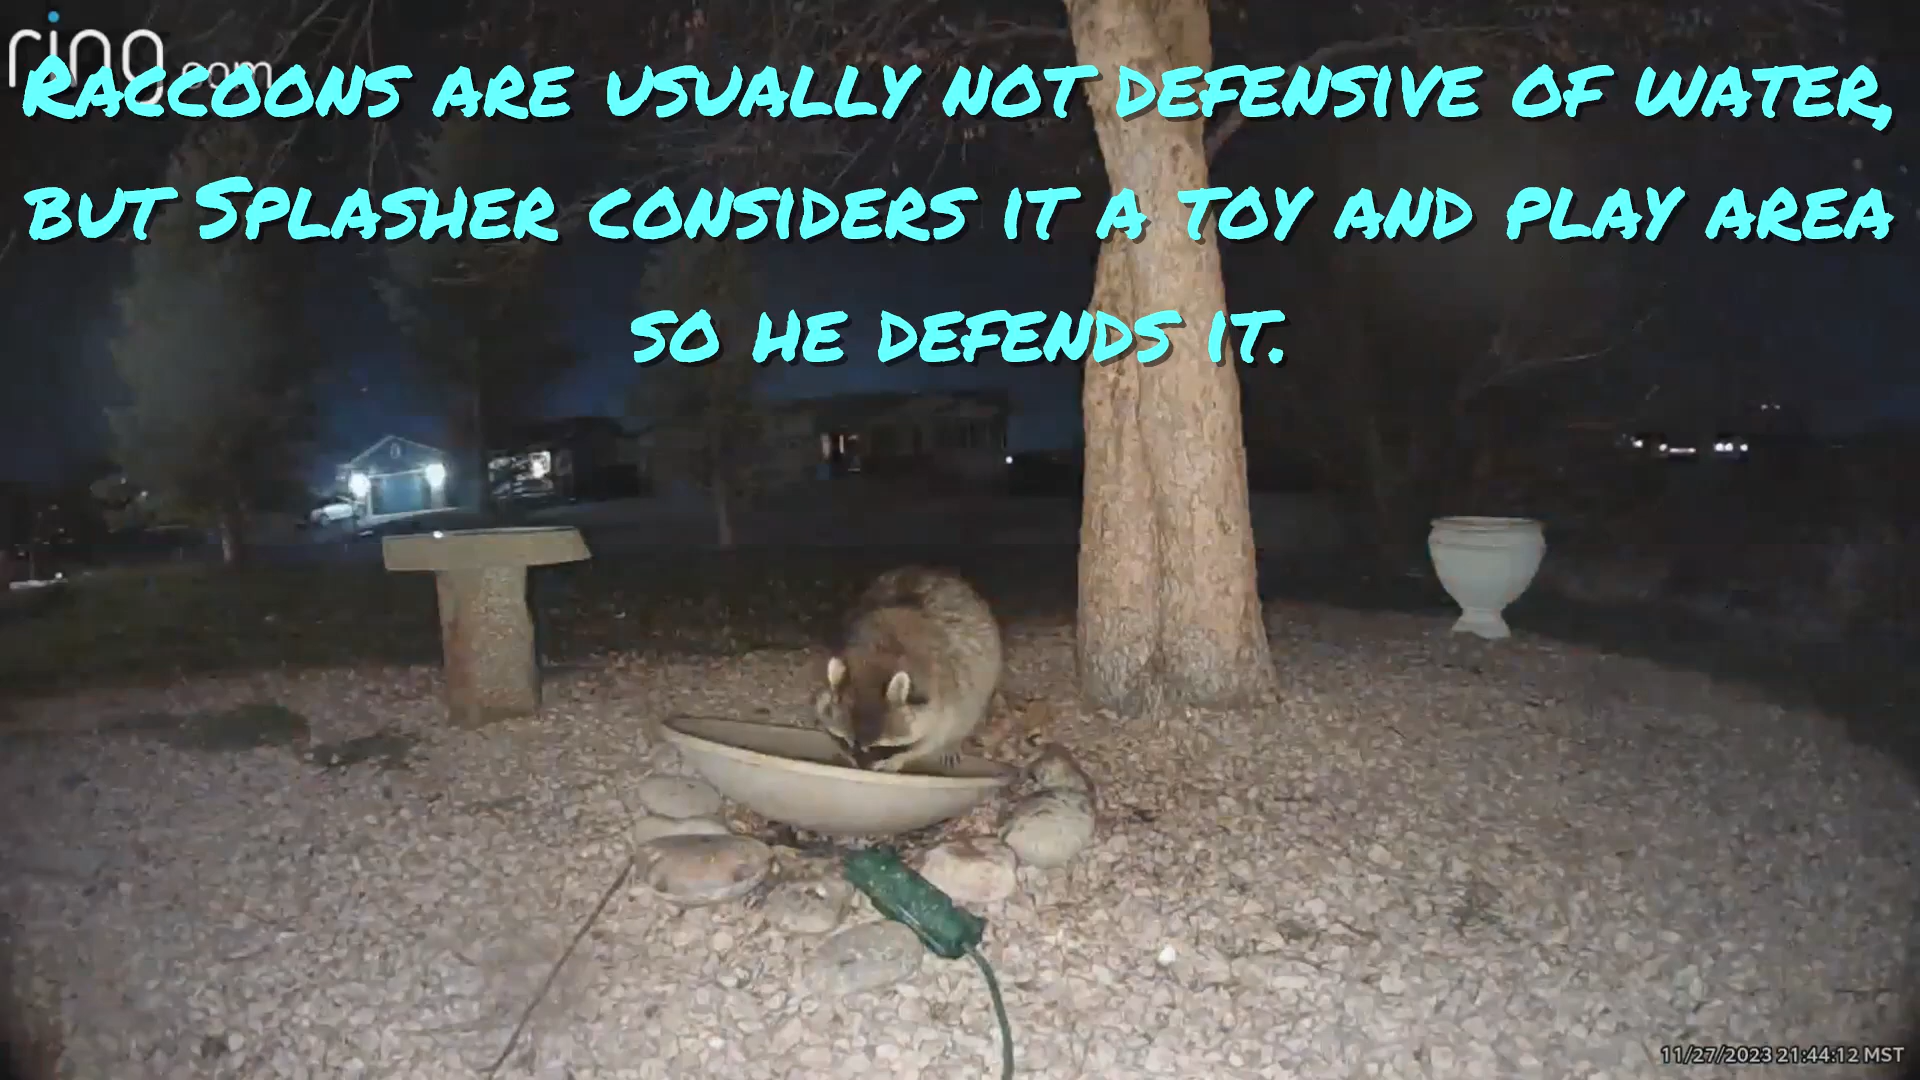 ring.com
Raccoons are usually not defensive of water,
but Splasher considers it a toy and play area
so he defends it.
11/27/2023 21:44:12 MST